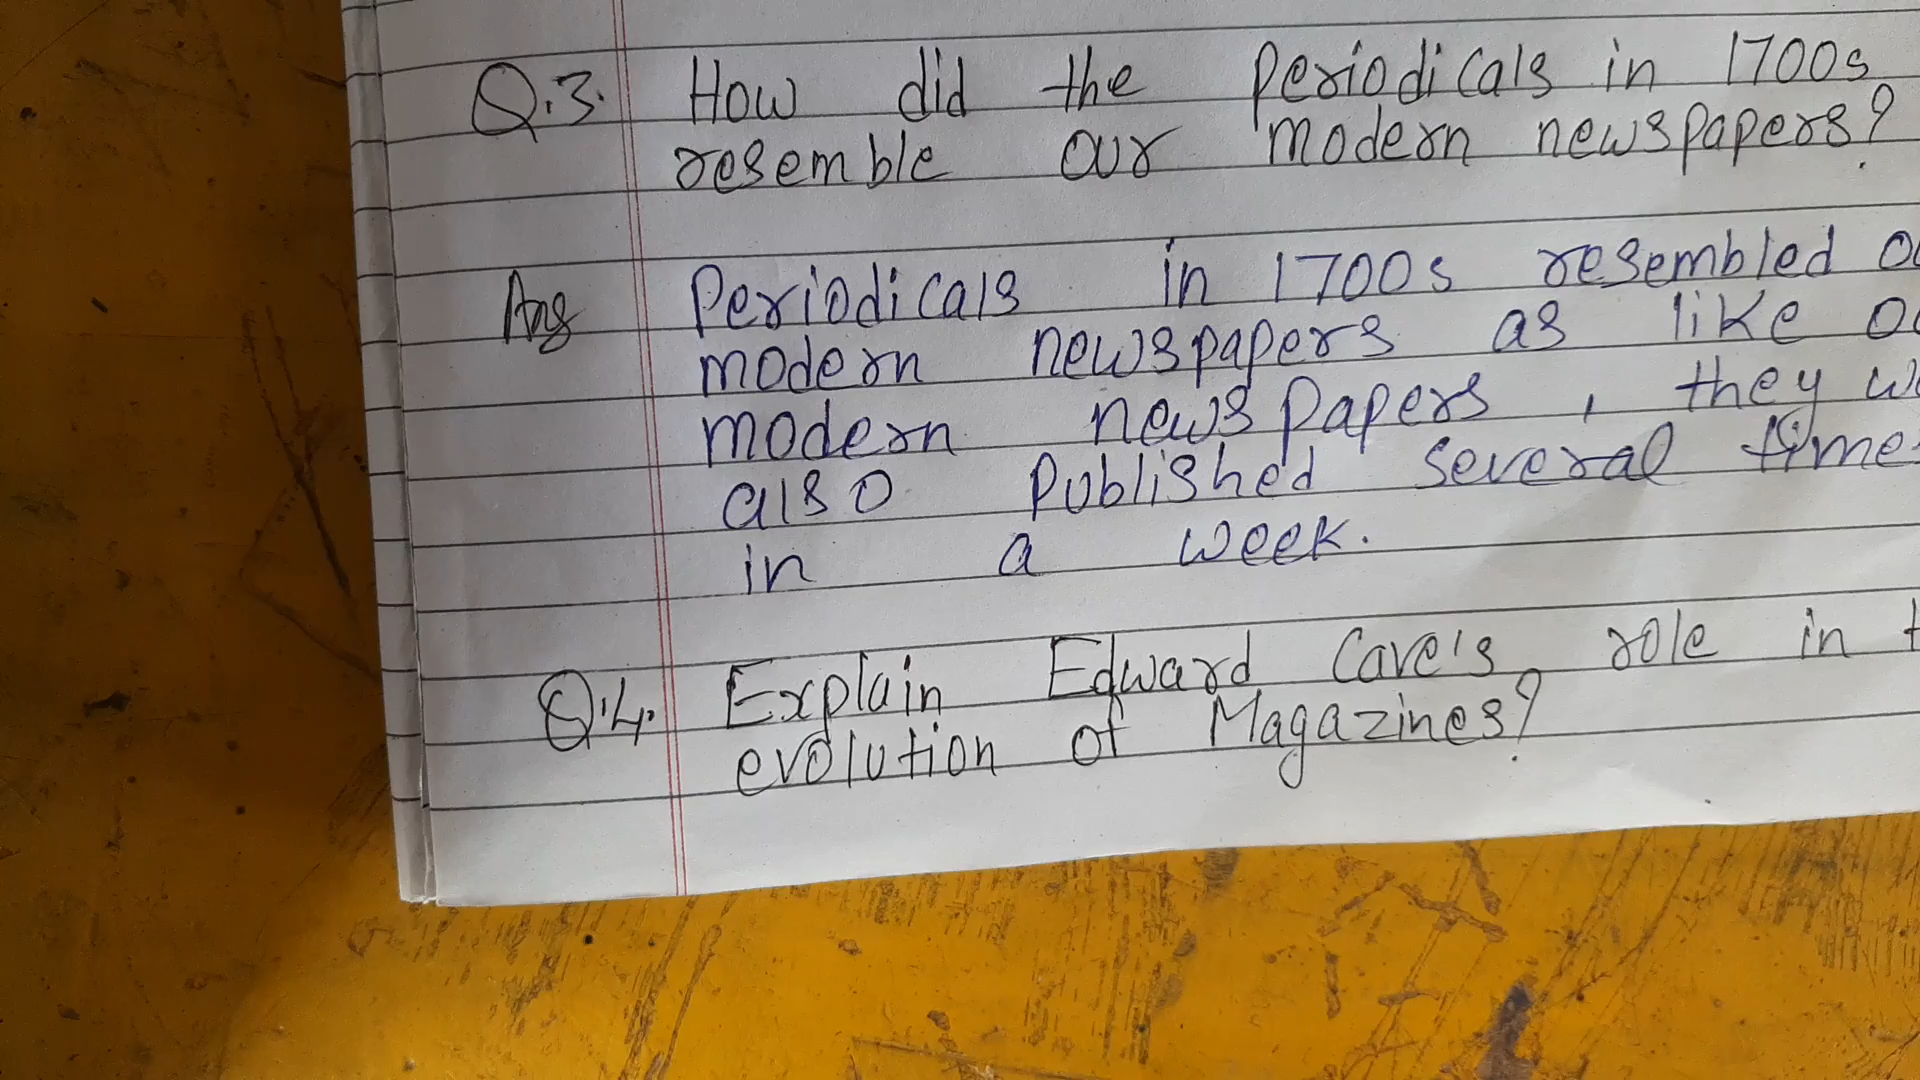 Q.3. How did the Periodicals in 1700s
resemble our modern newspapers?
Ans Periodicals in 1700s resembled
modern newspapers as like
modern newspapers, they
also published several
in a week.
Q.4. Explain Edward Cave's role in
evolution of Magazines?